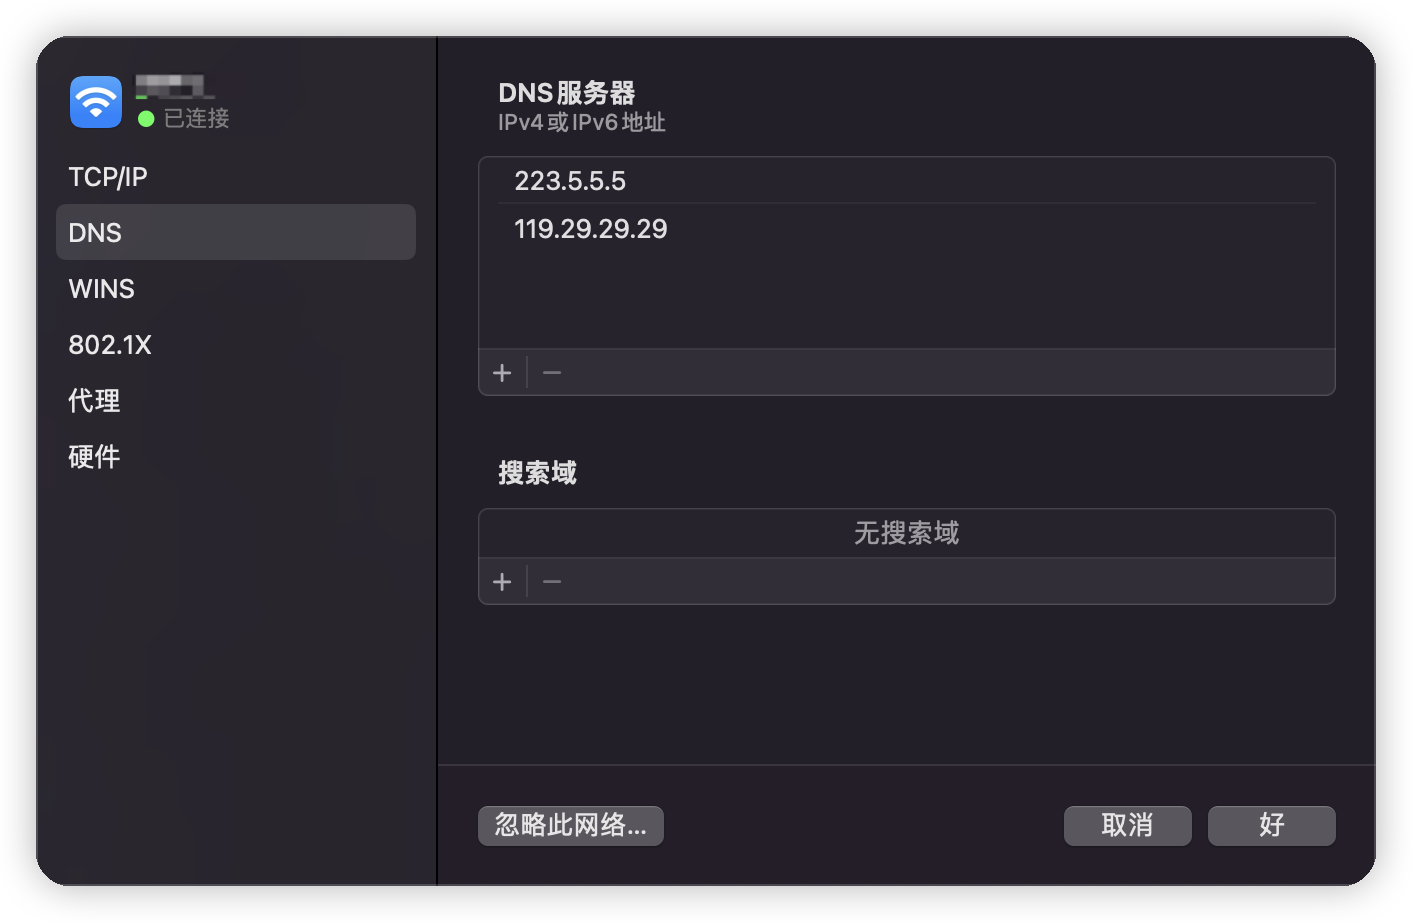 已连接
TCP/IP
DNS
WINS
802.1X
代理
硬件
DNS服务器
IPv4或IPv6地址
223.5.5.5
119.29.29.29
搜索域
无搜索域
忽略此网络...
取消
好